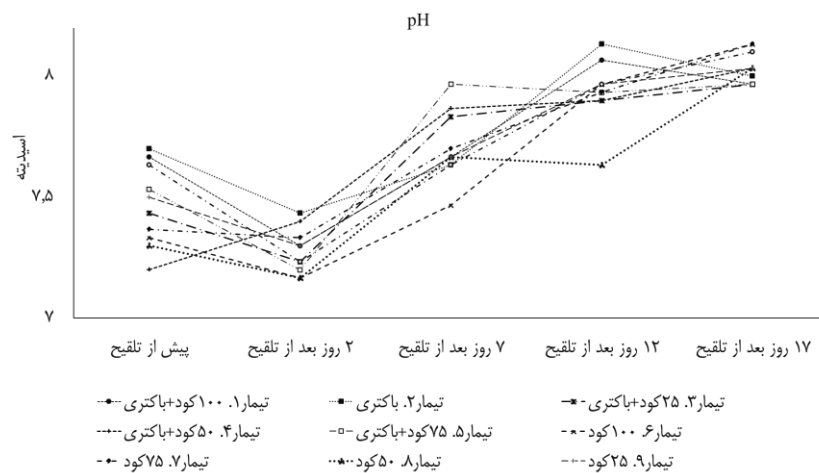 pH
اسیدیته
۸
۷,۵
۷
پیش از تلقیح
۲ روز بعد از تلقیح
۷ روز بعد از تلقیح
۱۲ روز بعد از تلقیح
۱۷ روز بعد از تلقیح
تیمار۱. ۱۰۰کود+باکتری
تیمار۲. باکتری
تیمار۳. ۲۵کود+باکتری
تیمار۴. ۵۰کود+باکتری
تیمار۵. ۷۵کود+باکتری
تیمار۶. ۱۰۰کود
تیمار۷. ۷۵کود
تیمار۸. ۵۰کود
تیمار۹. ۲۵کود